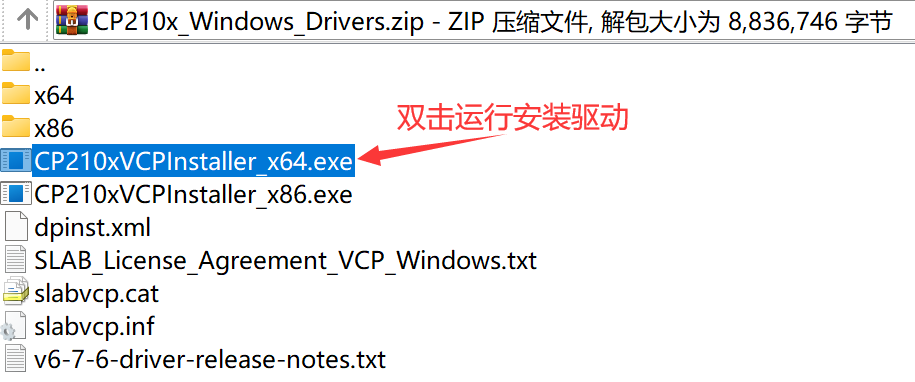 CP210x_Windows_Drivers.zip - ZIP 压缩文件, 解包大小为 8,836,746 字节
..
x64
x86
双击运行安装驱动
CP210xVCPInstaller_x64.exe
CP210xVCPInstaller_x86.exe
dpinst.xml
SLAB_License_Agreement_VCP_Windows.txt
slabvcp.cat
slabvcp.inf
v6-7-6-driver-release-notes.txt